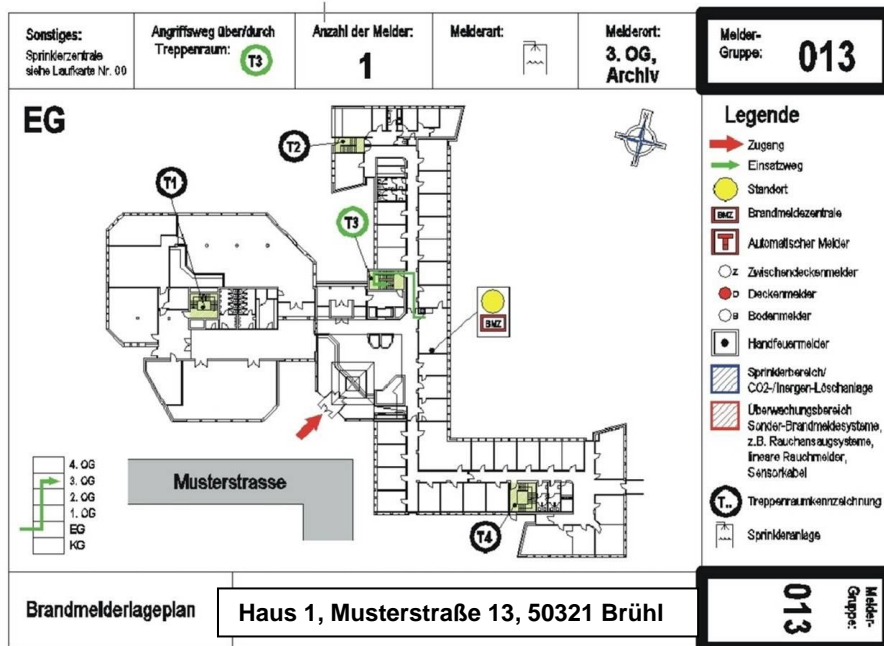 Sonstiges:
Sprinklerzentrale
siehe Laufkarte Nr. 00
Angriffsweg über/durch
Treppenraum:
T3
Anzahl der Melder:
1
Melderart:
Melderort:
3. OG,
Archiv
Melder-
Gruppe:
013
EG
T2
T1
T3
BMZ
Musterstrasse
T4
4. OG
3. OG
2. OG
1. OG
EG
KG
Legende
Zugang
Einsatzweg
Standort
BMZ
Brandmeldezentrale
T
Automatischer Melder
Z Zwischendeckenmelder
D Deckenmelder
B Bodenmelder
Handfeuermelder
Sprinklerbereich/
CO2-/Inergen-Löschanlage
Überwachungsbereich
Sonder-Brandmeldesysteme,
z.B. Rauchansaugsysteme,
lineare Rauchmelder,
Sensorkabel
T.. Treppenraumkennzeichnung
Sprinkleranlage
Brandmelderlageplan
Haus 1, Musterstraße 13, 50321 Brühl
Melder-
Gruppe:
013